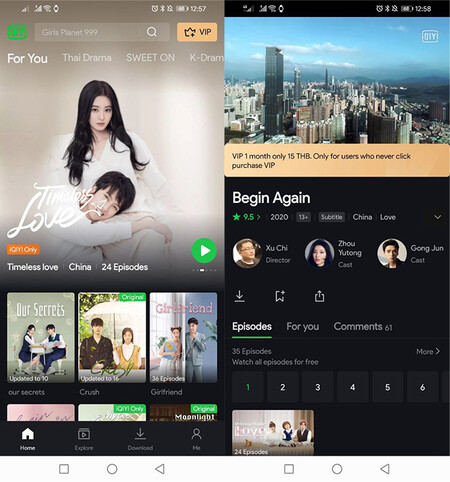 12:57
iQIYI
Girls Planet 999
VIP
For You
Thai Drama
SWEET ON
K-Dram
Timeless
Love
iQIYI Only
Timeless love
China
24 Episodes
Our Secrets
Updated to 10
our secrets
Original
Crush
Updated to 16
Crush
Girlfriend
36 Episodes
Girlfriend
iQIYI Only
Original
Moonlight
Home
Explore
Download
Me
12:58
iQIYI
VIP 1 month only 15 THB. Only for users who never click
purchase VIP
Begin Again
9.5
2020
13+
Subtitle
China
Love
Xu Chi
Director
Zhou
Yutong
Cast
Gong Jun
Cast
Episodes
For you
Comments 61
35 Episodes
More >
Watch all episodes for free
1
2
3
4
5
6
Love
24 Episodes